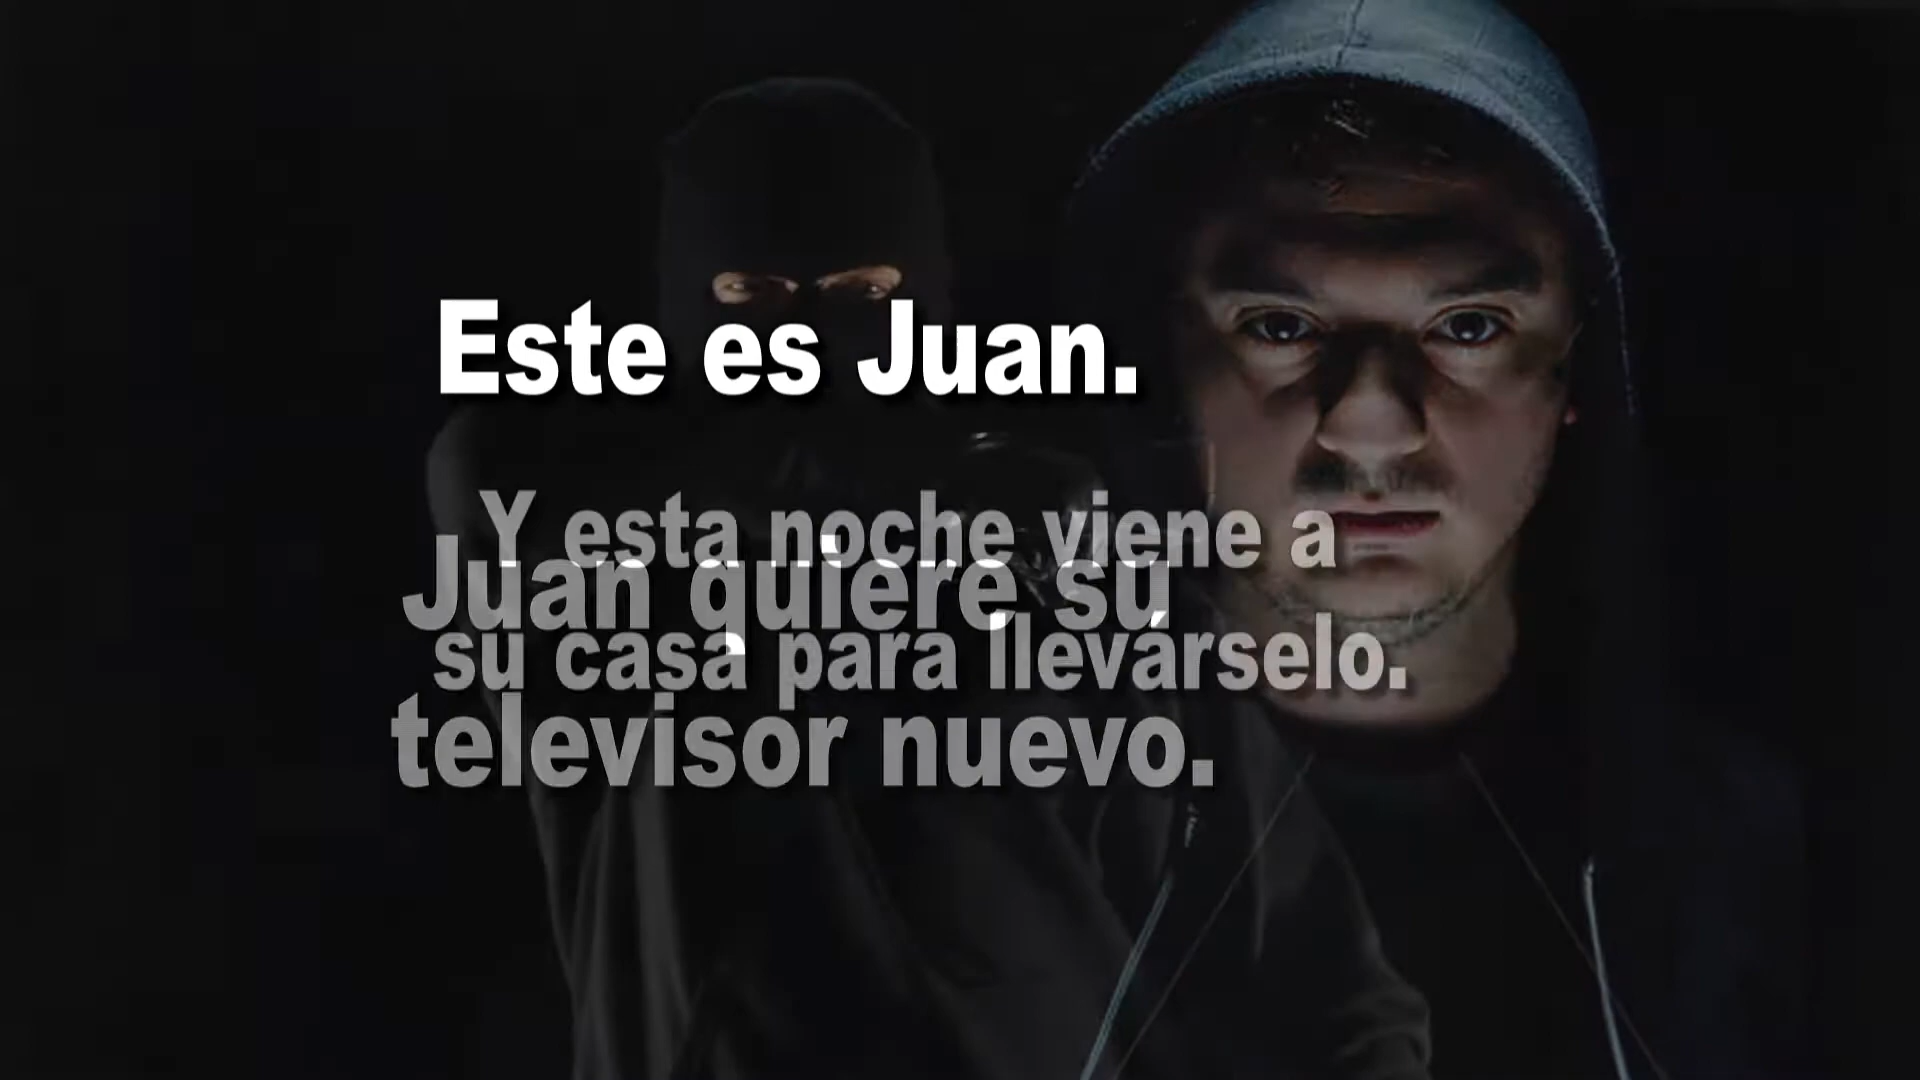 Este es Juan.
Juan quiere su
televisor nuevo.
Y esta noche viene a
su casa para llevárselo.